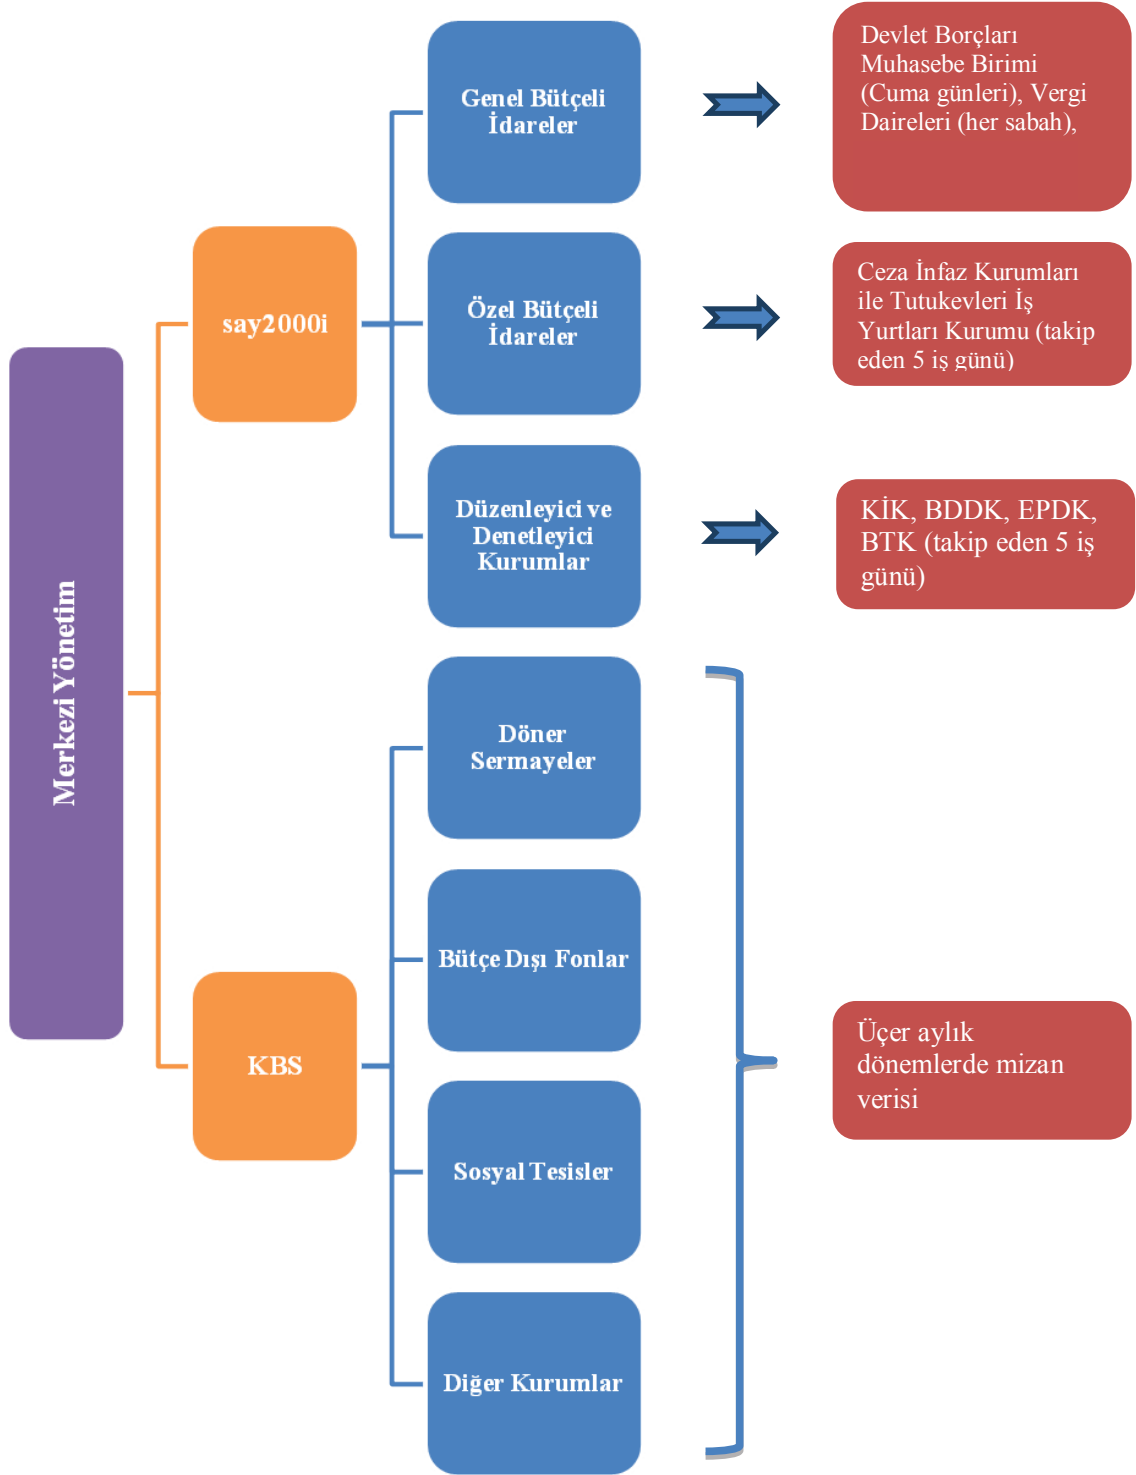 Merkezi Yönetim
say2000i
Genel Bütçeli
İdareler
Devlet Borçları
Muhasebe Birimi
(Cuma günleri), Vergi
Daireleri (her sabah),
Özel Bütçeli
İdareler
Ceza İnfaz Kurumları
ile Tutukevleri İş
Yurtları Kurumu (takip
eden 5 iş günü)
Düzenleyici ve
Denetleyici
Kurumlar
KİK, BDDK, EPDK,
BTK (takip eden 5 iş
günü)
KBS
Döner
Sermayeler
Bütçe Dışı Fonlar
Sosyal Tesisler
Diğer Kurumlar
Üçer aylık
dönemlerde mizan
verisi